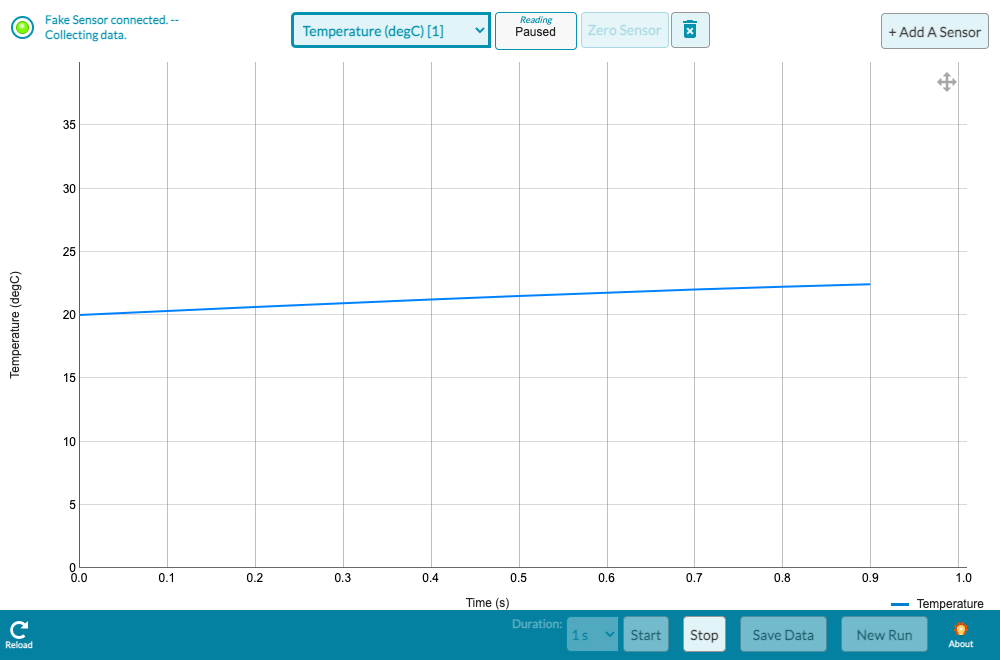 Fake Sensor connected. --
Collecting data.
Temperature (degC) [1]
Reading
Paused
Zero Sensor
+ Add A Sensor
Temperature (degC)
35
30
25
20
15
10
5
0
0.0 0.1 0.2 0.3 0.4 0.5 0.6 0.7 0.8 0.9 1.0
Time (s)
Temperature
Reload
Duration:
1 s
Start
Stop
Save Data
New Run
About